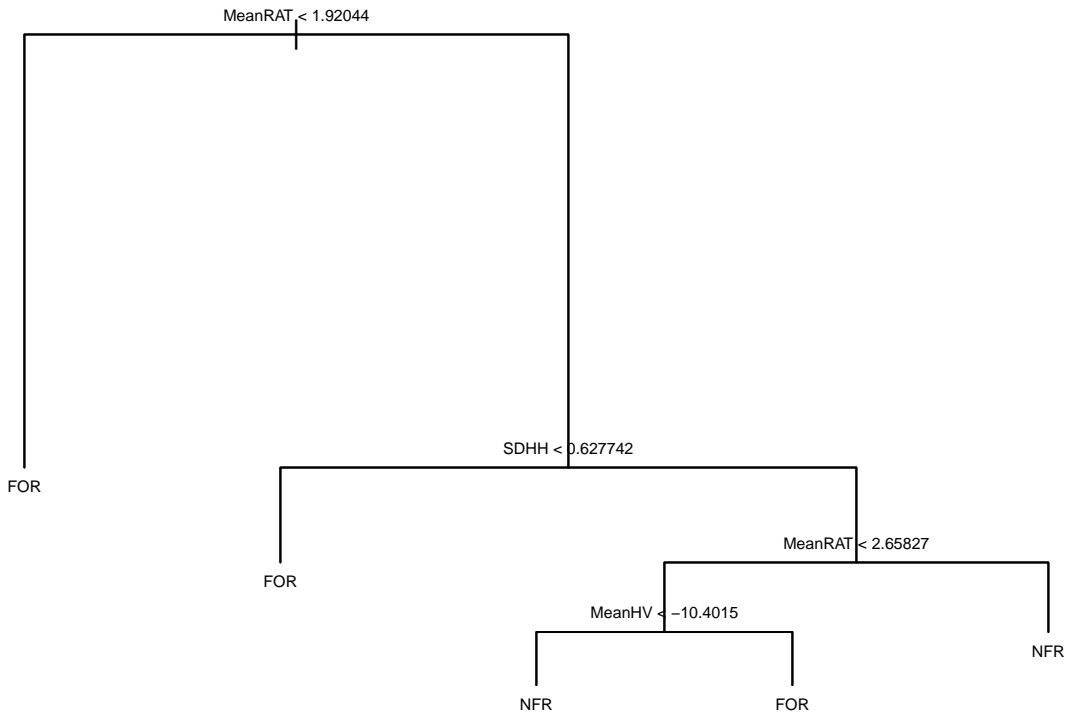 MeanRAT < 1.92044
SDHH < 0.627742
FOR
MeanRAT < 2.65827
FOR
MeanHV < −10.4015
NFR
NFR
FOR